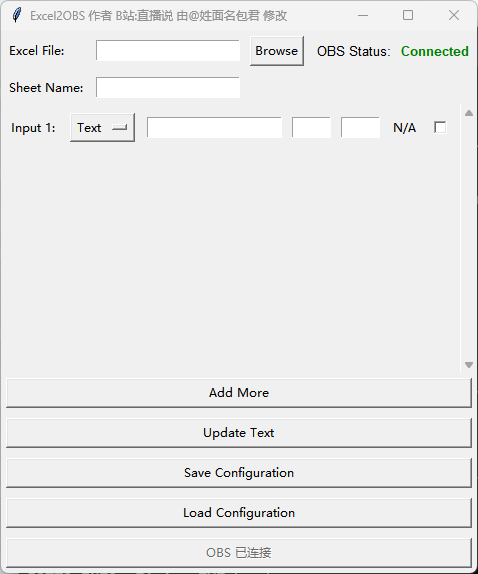 Excel2OBS 作者 B站:直播说 由@姓面名包君 修改
Excel File: Browse OBS Status: Connected
Sheet Name:
Input 1: Text N/A
Add More
Update Text
Save Configuration
Load Configuration
OBS 已连接